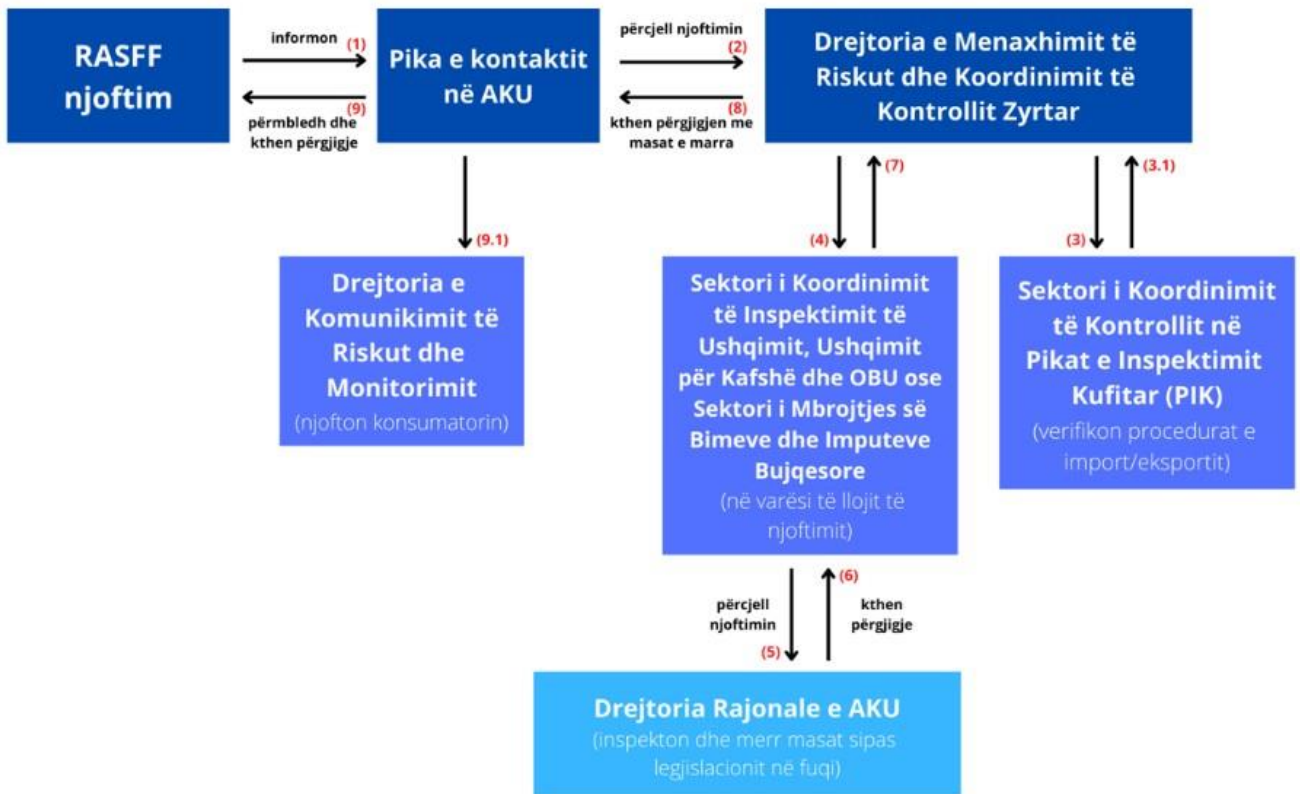 RASFF
njoftim
informon (1)
(9)
përmbledh dhe
kthen përgjigje
Pika e kontaktit
në AKU
përcjell njoftimin
(2)
(8)
kthen përgjigjen me
masat e marra
Drejtoria e Menaxhimit të
Riskut dhe Koordinimit të
Kontrollit Zyrtar
(9.1)
(4)
(7)
(3)
(3.1)
Drejtoria e
Komunikimit të
Riskut dhe
Monitorimit
(njofton konsumatorin)
Sektori i Koordinimit
të Inspektimit të
Ushqimit, Ushqimit
për Kafshë dhe OBU ose
Sektori i Mbrojtjes së
Bimeve dhe Imputeve
Bujqesore
(në varësi të llojit të
njoftimit)
Sektori i Koordinimit
të Kontrollit në
Pikat e Inspektimit
Kufitar (PIK)
(verifikon procedurat e
import/eksportit)
përcjell
njoftimin
(5)
(6)
kthen
përgjigje
Drejtoria Rajonale e AKU
(inspekton dhe merr masat sipas
legjislacionit në fuqi)